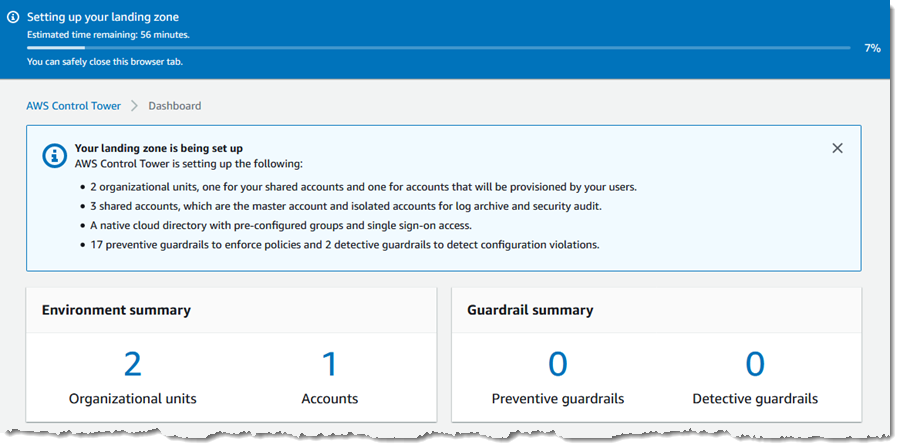 Setting up your landing zone
Estimated time remaining: 56 minutes.
7%
You can safely close this browser tab.
AWS Control Tower > Dashboard
Your landing zone is being set up
AWS Control Tower is setting up the following:
• 2 organizational units, one for your shared accounts and one for accounts that will be provisioned by your users.
• 3 shared accounts, which are the master account and isolated accounts for log archive and security audit.
• A native cloud directory with pre-configured groups and single sign-on access.
• 17 preventive guardrails to enforce policies and 2 detective guardrails to detect configuration violations.
Environment summary
2 1
Organizational units Accounts
Guardrail summary
0 0
Preventive guardrails Detective guardrails